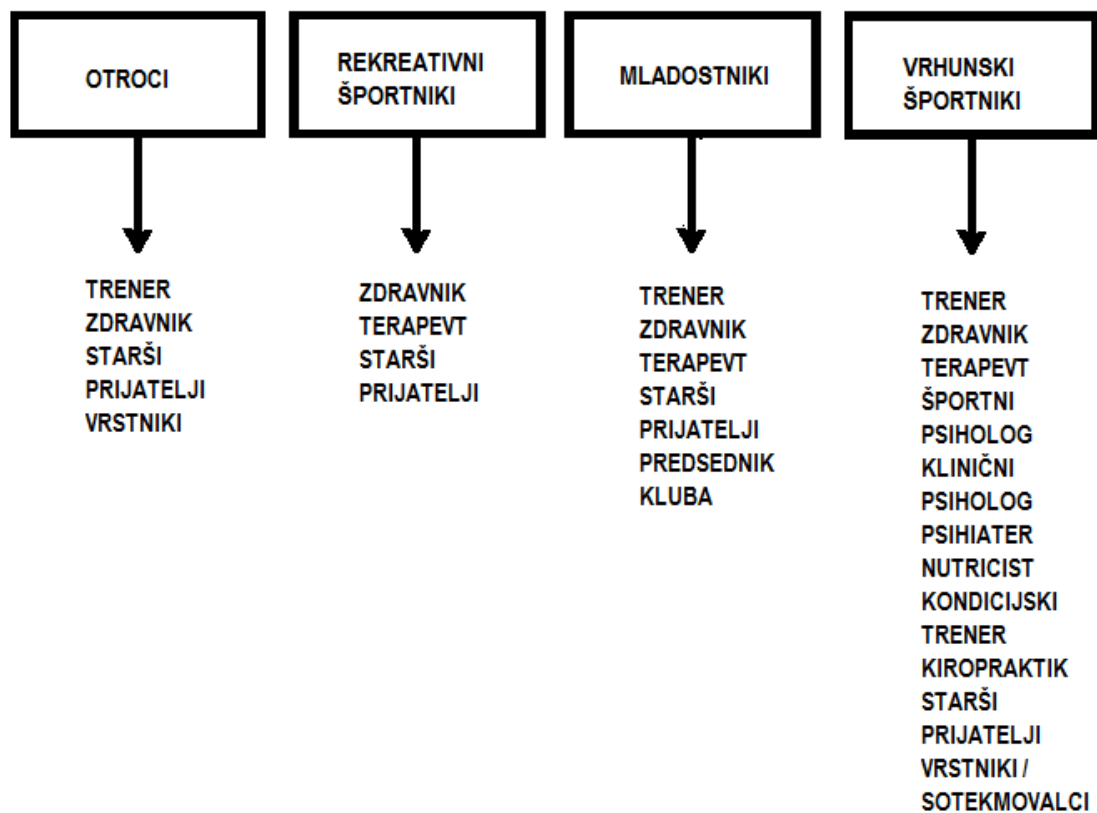 OTROCI
TRENER
ZDRAVNIK
STARŠI
PRIJATELJI
VRSTNIKI
REKREATIVNI
ŠPORTNIKI
ZDRAVNIK
TERAPEVT
STARŠI
PRIJATELJI
MLADOSTNIKI
TRENER
ZDRAVNIK
TERAPEVT
STARŠI
PRIJATELJI
PREDSEDNIK
KLUBA
VRHUNSKI
ŠPORTNIKI
TRENER
ZDRAVNIK
TERAPEVT
ŠPORTNI
PSIHOLOG
KLINIČNI
PSIHOLOG
PSIHIATER
NUTRICIST
KONDICIJSKI
TRENER
KIROPRAKTIK
STARŠI
PRIJATELJI
VRSTNIKI /
SOTEKMOVALCI